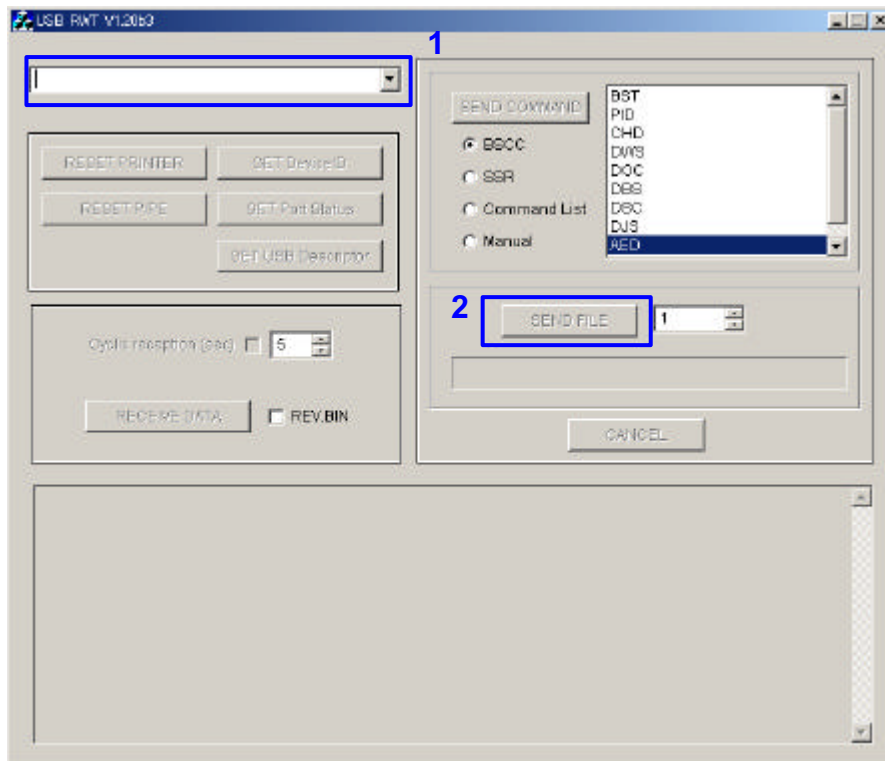 USB RWT V1.20b3
1
SEND COMMAND
BSCC
SSR
Command List
Manual
BST
PID
CHD
DWS
DOC
DBS
DSC
DJS
AED
RESET PRINTER
GET DeviceID
RESET PIPE
GET Port Status
GET USB Descriptor
2
SEND FILE
1
Cyclic reception (sec)
5
RECEIVE DATA
REV.BIN
CANCEL